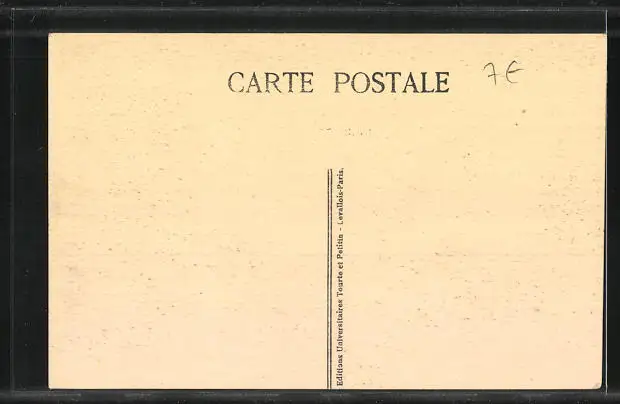 CARTE POSTALE
7€
Editions Universitaires Tourte et Petitin - Levallois-Paris.